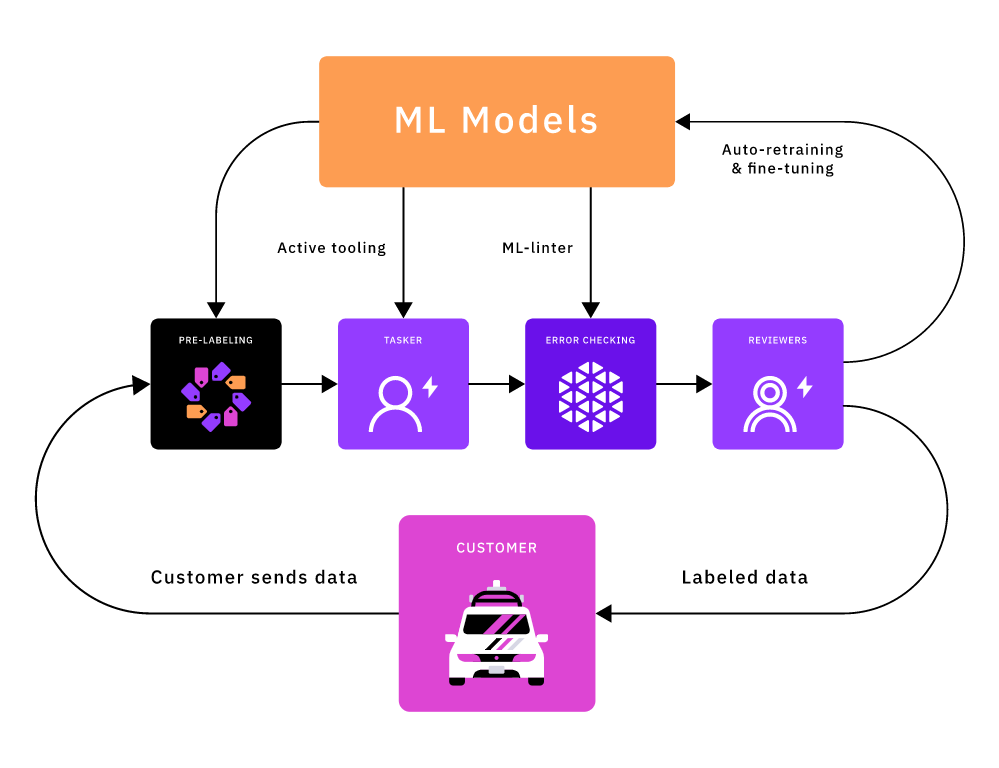 ML Models
Auto-retraining
& fine-tuning
Active tooling
ML-linter
PRE-LABELING
TASKER
ERROR CHECKING
REVIEWERS
CUSTOMER
Customer sends data
Labeled data